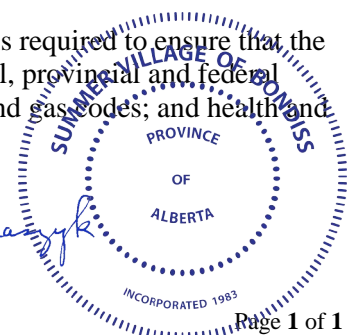 s required to ensure that the
l, provincial and federal
nd gas codes; and health and
SUMMER VILLAGE OF BONDISS
PROVINCE
OF
ALBERTA
INCORPORATED 1983
Page 1 of 1